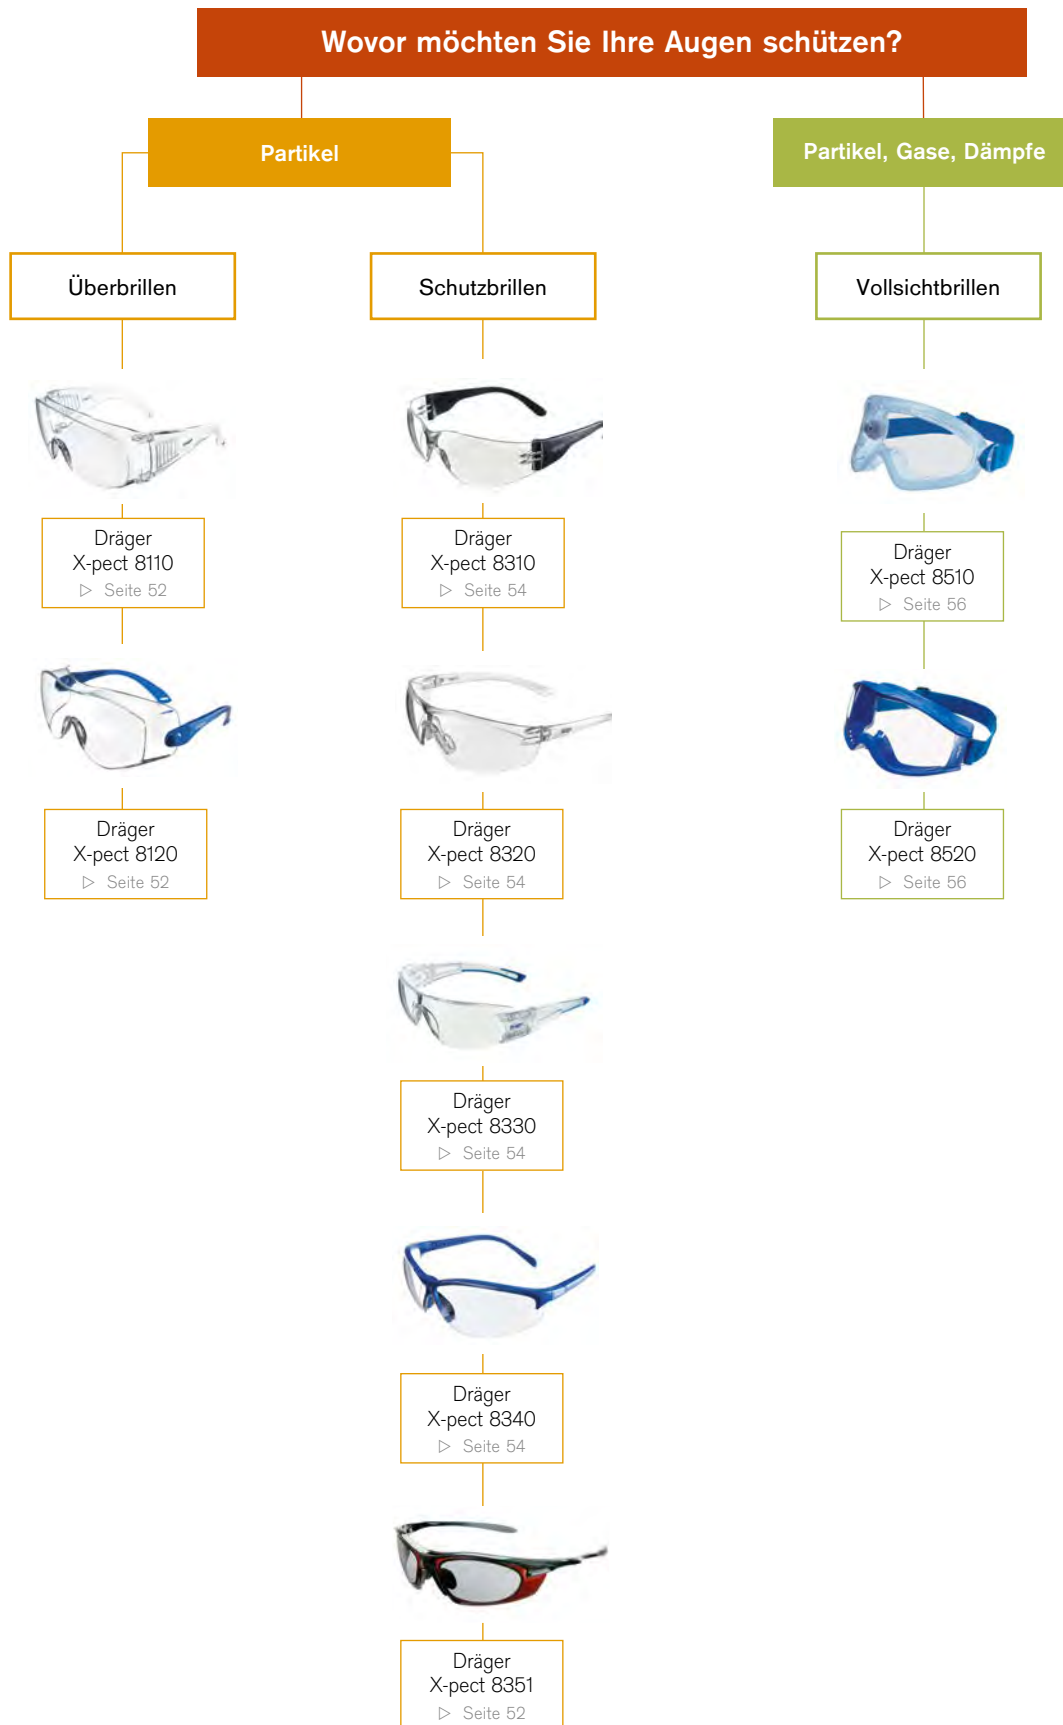 Wovor möchten Sie Ihre Augen schützen?
Partikel
Partikel, Gase, Dämpfe
Überbrillen
Schutzbrillen
Vollsichtbrillen
Dräger
X-pect 8110
▷ Seite 52
Dräger
X-pect 8310
▷ Seite 54
Dräger
X-pect 8510
▷ Seite 56
Dräger
X-pect 8120
▷ Seite 52
Dräger
X-pect 8320
▷ Seite 54
Dräger
X-pect 8520
▷ Seite 56
Dräger
X-pect 8330
▷ Seite 54
Dräger
X-pect 8340
▷ Seite 54
Dräger
X-pect 8351
▷ Seite 52